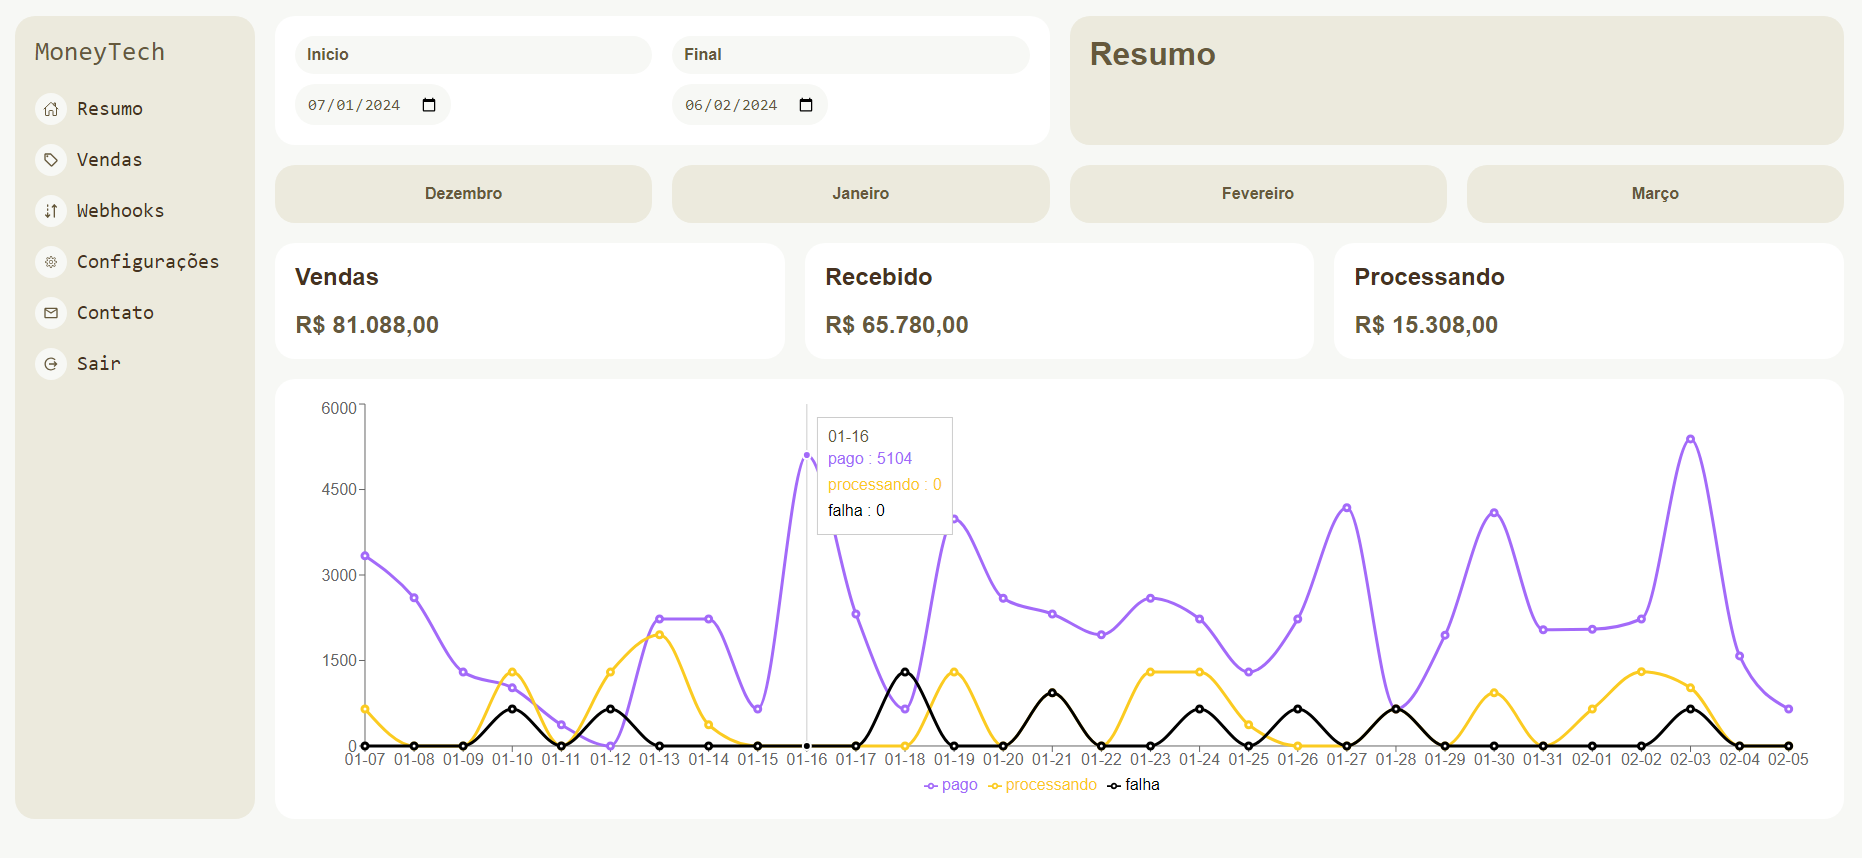 MoneyTech
Resumo
Vendas
Webhooks
Configurações
Contato
Sair
Inicio
07/01/2024
Final
06/02/2024
Resumo
Dezembro
Janeiro
Fevereiro
Março
Vendas
R$ 81.088,00
Recebido
R$ 65.780,00
Processando
R$ 15.308,00
6000
4500
3000
1500
0
01-16
pago : 5104
processando : 0
falha : 0
01-07 01-08 01-09 01-10 01-11 01-12 01-13 01-14 01-15 01-16 01-17 01-18 01-19 01-20 01-21 01-22 01-23 01-24 01-25 01-26 01-27 01-28 01-29 01-30 01-31 02-01 02-02 02-03 02-04 02-05
pago processando falha